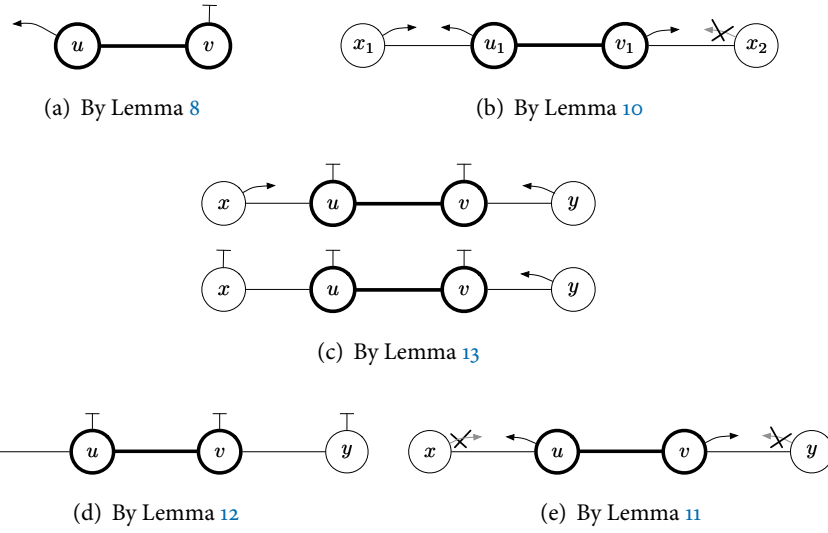 u v
(a) By Lemma 8
x₁ u₁ v₁ x₂
(b) By Lemma 10
x u v y
x u v y
(c) By Lemma 13
u v y
(d) By Lemma 12
x u v y
(e) By Lemma 11